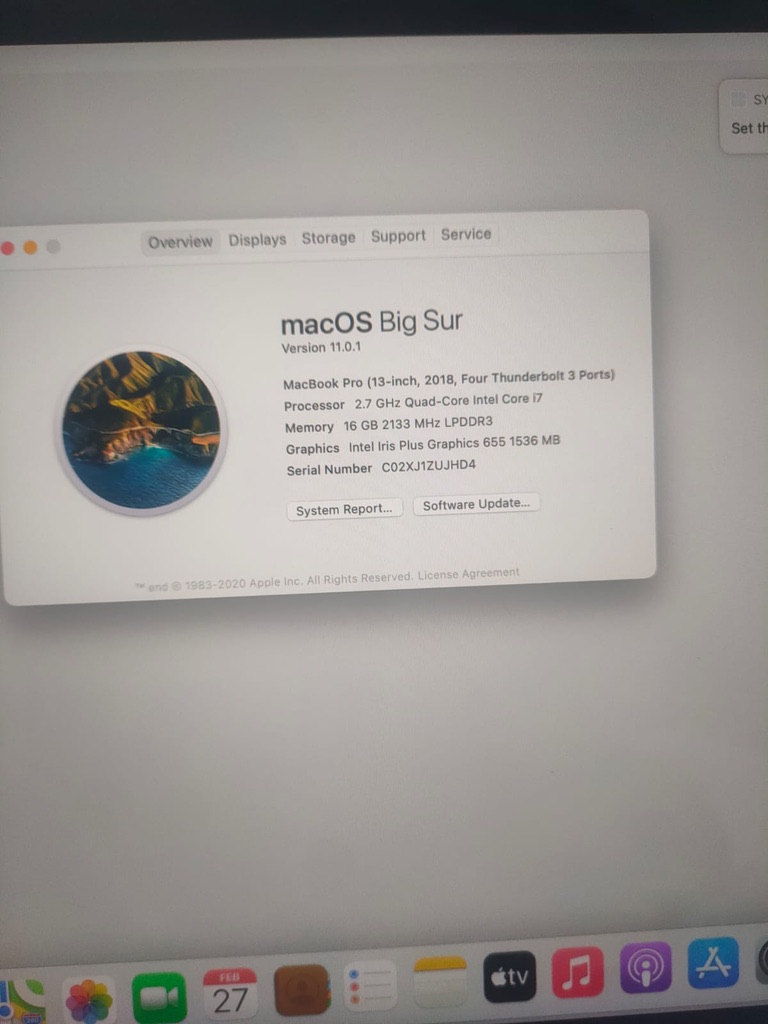 SY
Set th
Overview Displays Storage Support Service
macOS Big Sur
Version 11.0.1
MacBook Pro (13-inch, 2018, Four Thunderbolt 3 Ports)
Processor 2.7 GHz Quad-Core Intel Core i7
Memory 16 GB 2133 MHz LPDDR3
Graphics Intel Iris Plus Graphics 655 1536 MB
Serial Number C02XJ1ZUJHD4
System Report... Software Update...
™ and © 1983-2020 Apple Inc. All Rights Reserved. License Agreement
FEB
27
tv